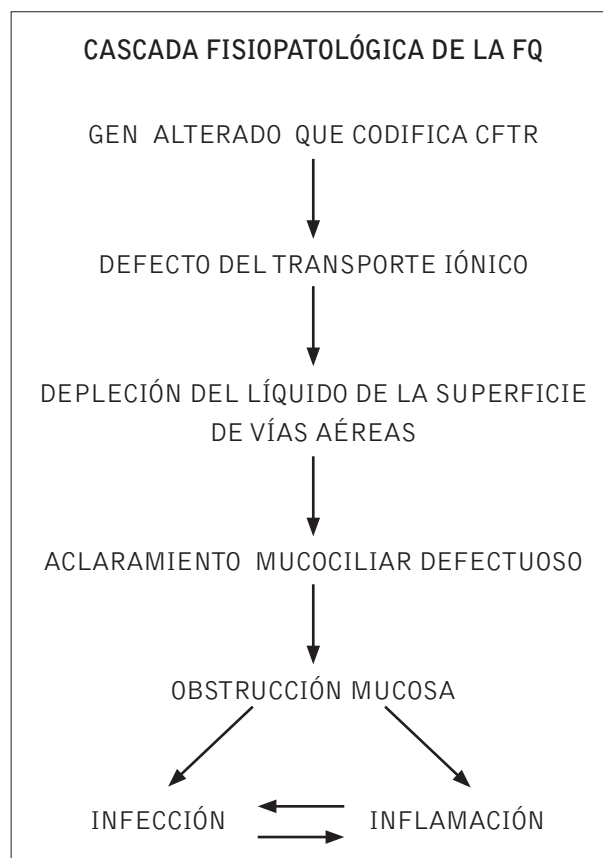 CASCADA FISIOPATOLÓGICA DE LA FQ
GEN ALTERADO QUE CODIFICA CFTR
DEFECTO DEL TRANSPORTE IÓNICO
DEPLECIÓN DEL LÍQUIDO DE LA SUPERFICIE
DE VÍAS AÉREAS
ACLARAMIENTO MUCOCILIAR DEFECTUOSO
OBSTRUCCIÓN MUCOSA
INFECCIÓN INFLAMACIÓN